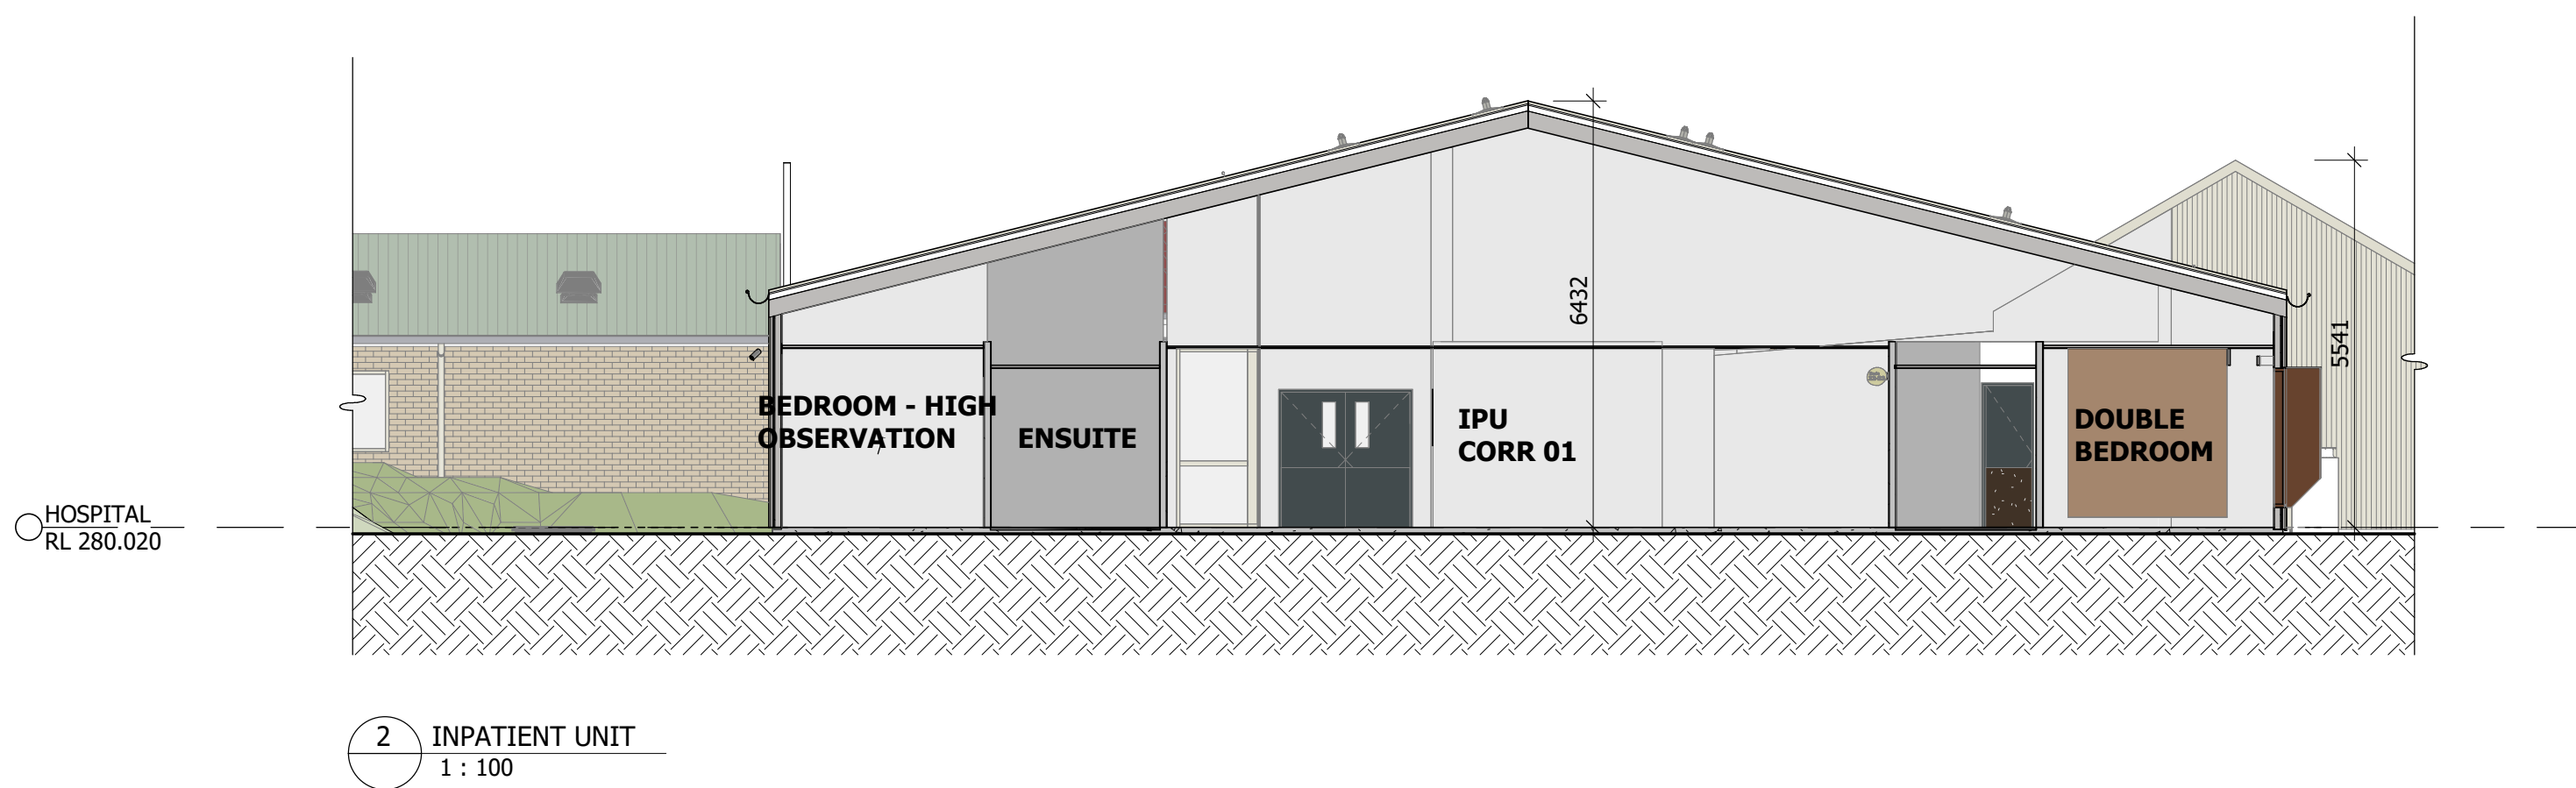 6432
5541
BEDROOM - HIGH
OBSERVATION
ENSUITE
IPU
CORR 01
DOUBLE
BEDROOM
HOSPITAL
RL 280.020
2
INPATIENT UNIT
1 : 100